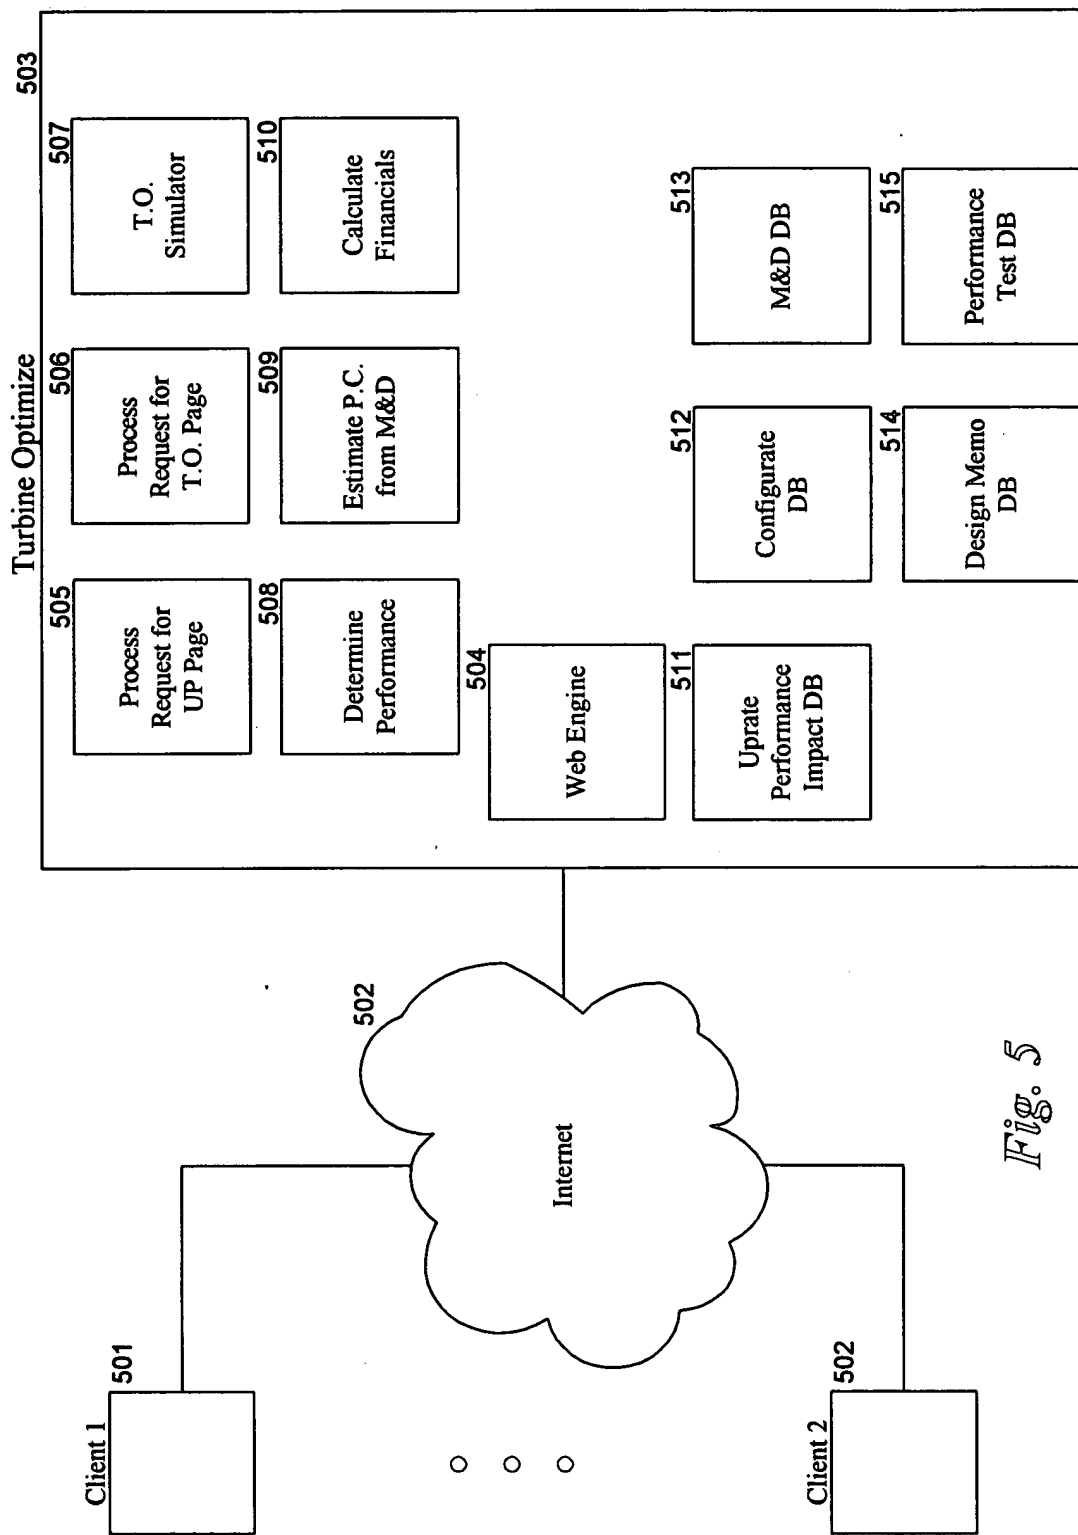 Turbine Optimize
503
Client 1
501
505
Process
Request for
UP Page
506
Process
Request for
T.O. Page
507
T.O.
Simulator
508
Determine
Performance
509
Estimate P.C.
from M&D
510
Calculate
Financials
502
Internet
504
Web Engine
511
Uprate
Performance
Impact DB
512
Configurate
DB
513
M&D DB
514
Design Memo
DB
515
Performance
Test DB
Client 2
502
Fig. 5